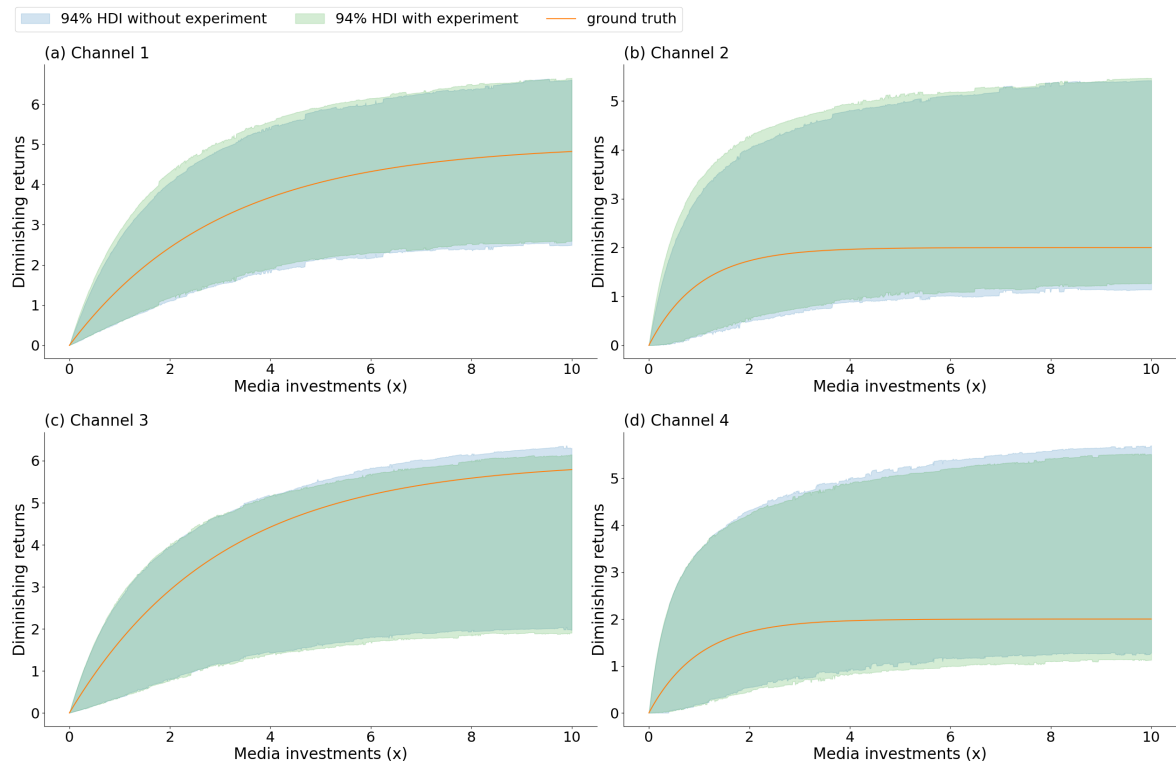 94% HDI without experiment 94% HDI with experiment ground truth
(a) Channel 1
Diminishing returns
6
5
4
3
2
1
0
0 2 4 6 8 10
Media investments (x)
(b) Channel 2
Diminishing returns
5
4
3
2
1
0
0 2 4 6 8 10
Media investments (x)
(c) Channel 3
Diminishing returns
6
5
4
3
2
1
0
0 2 4 6 8 10
Media investments (x)
(d) Channel 4
Diminishing returns
5
4
3
2
1
0
0 2 4 6 8 10
Media investments (x)